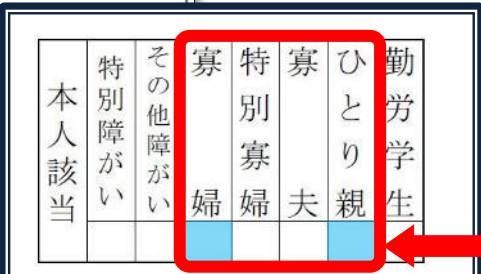 本人該当
特別障がい
その他障がい
寡婦
特別寡婦
寡夫
ひとり親
勤労学生